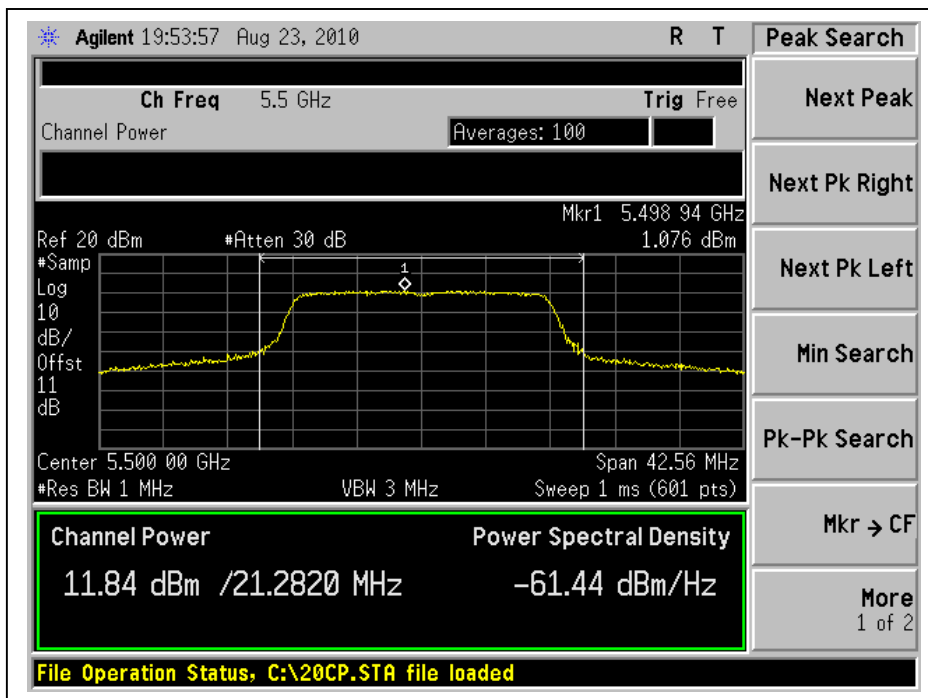 Agilent 19:53:57 Aug 23, 2010 R T
Peak Search
Ch Freq 5.5 GHz Trig Free
Channel Power Averages: 100
Mkr1 5.498 94 GHz
Ref 20 dBm #Atten 30 dB 1.076 dBm
#Samp
Log
10
dB/
Offst
11
dB
1
Center 5.500 00 GHz Span 42.56 MHz
#Res BW 1 MHz VBW 3 MHz Sweep 1 ms (601 pts)
Channel Power Power Spectral Density
11.84 dBm /21.2820 MHz -61.44 dBm/Hz
File Operation Status, C:\20CP.STA file loaded
Next Peak
Next Pk Right
Next Pk Left
Min Search
Pk-Pk Search
Mkr → CF
More
1 of 2